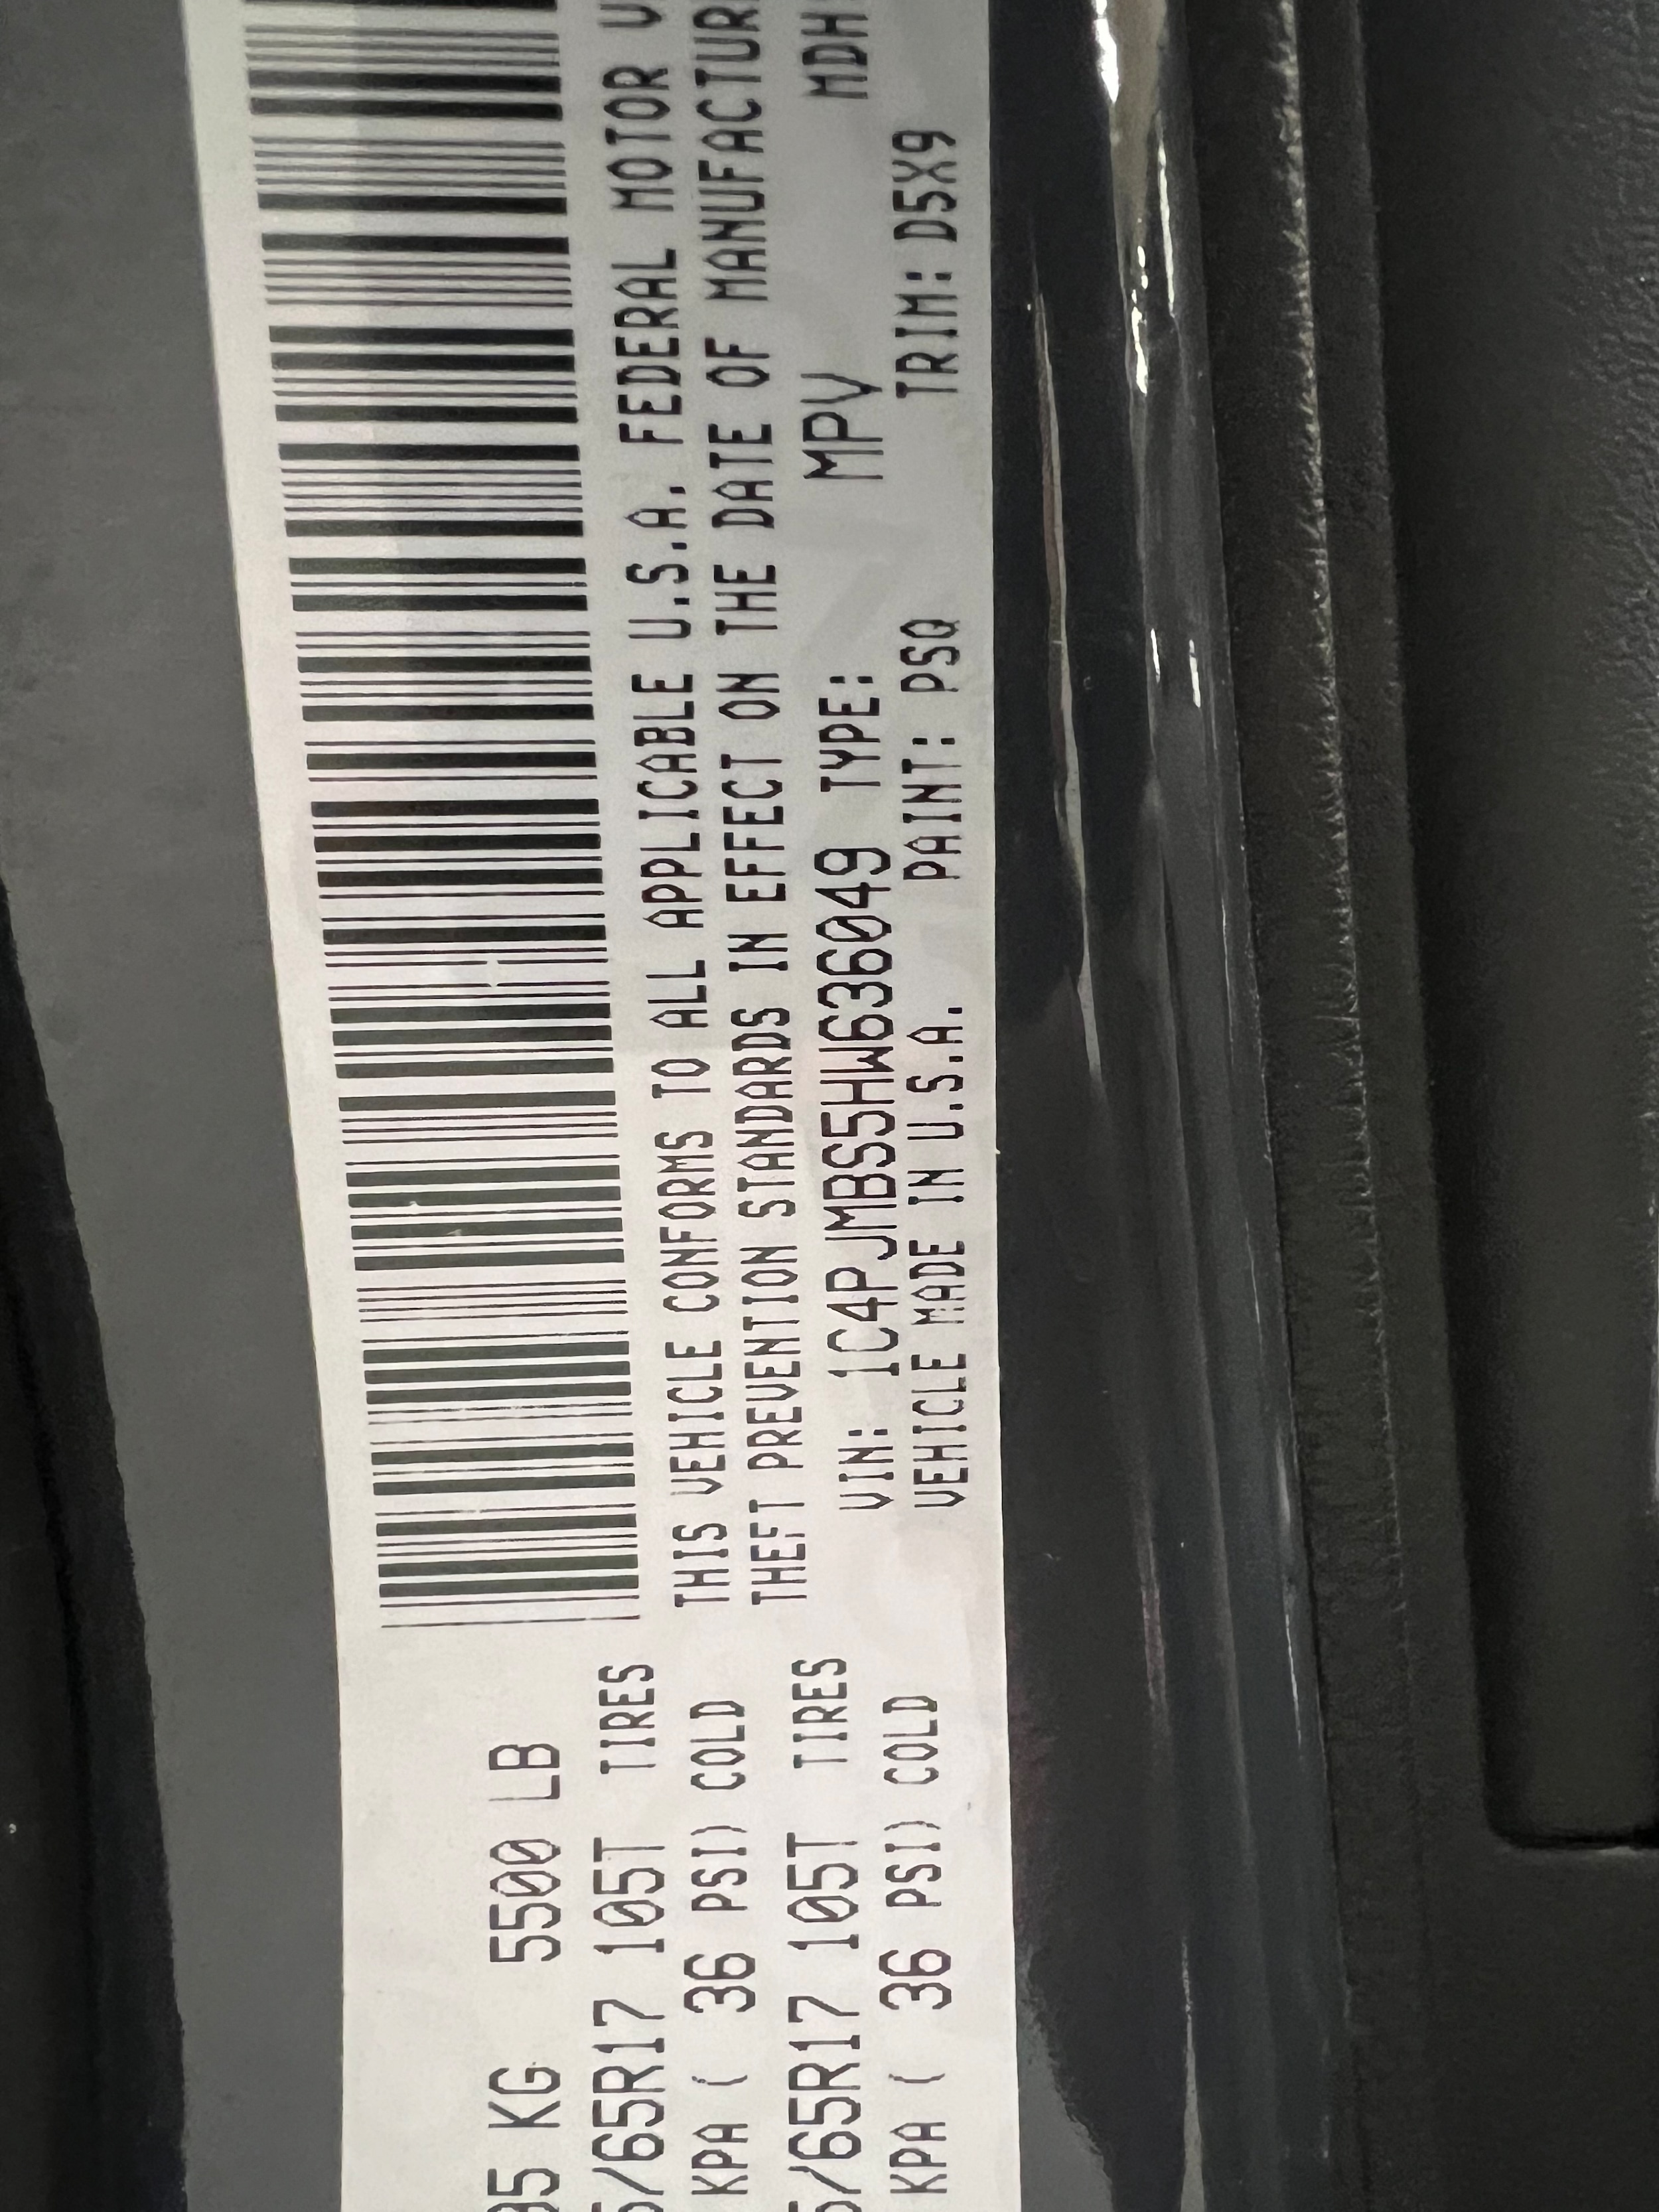 5500 LB
KG
/65R17 105T TIRES
KPA ( 36 PSI) COLD
/65R17 105T TIRES
KPA ( 36 PSI) COLD
THIS VEHICLE CONFORMS TO ALL APPLICABLE U.S.A. FEDERAL MOTOR
THEFT PREVENTION STANDARDS IN EFFECT ON THE DATE OF
VIN: 1C4PJMBS5HW636049 TYPE: MPV MDH
VEHICLE MADE IN U.S.A. PAINT: PSQ TRIM: D5X9